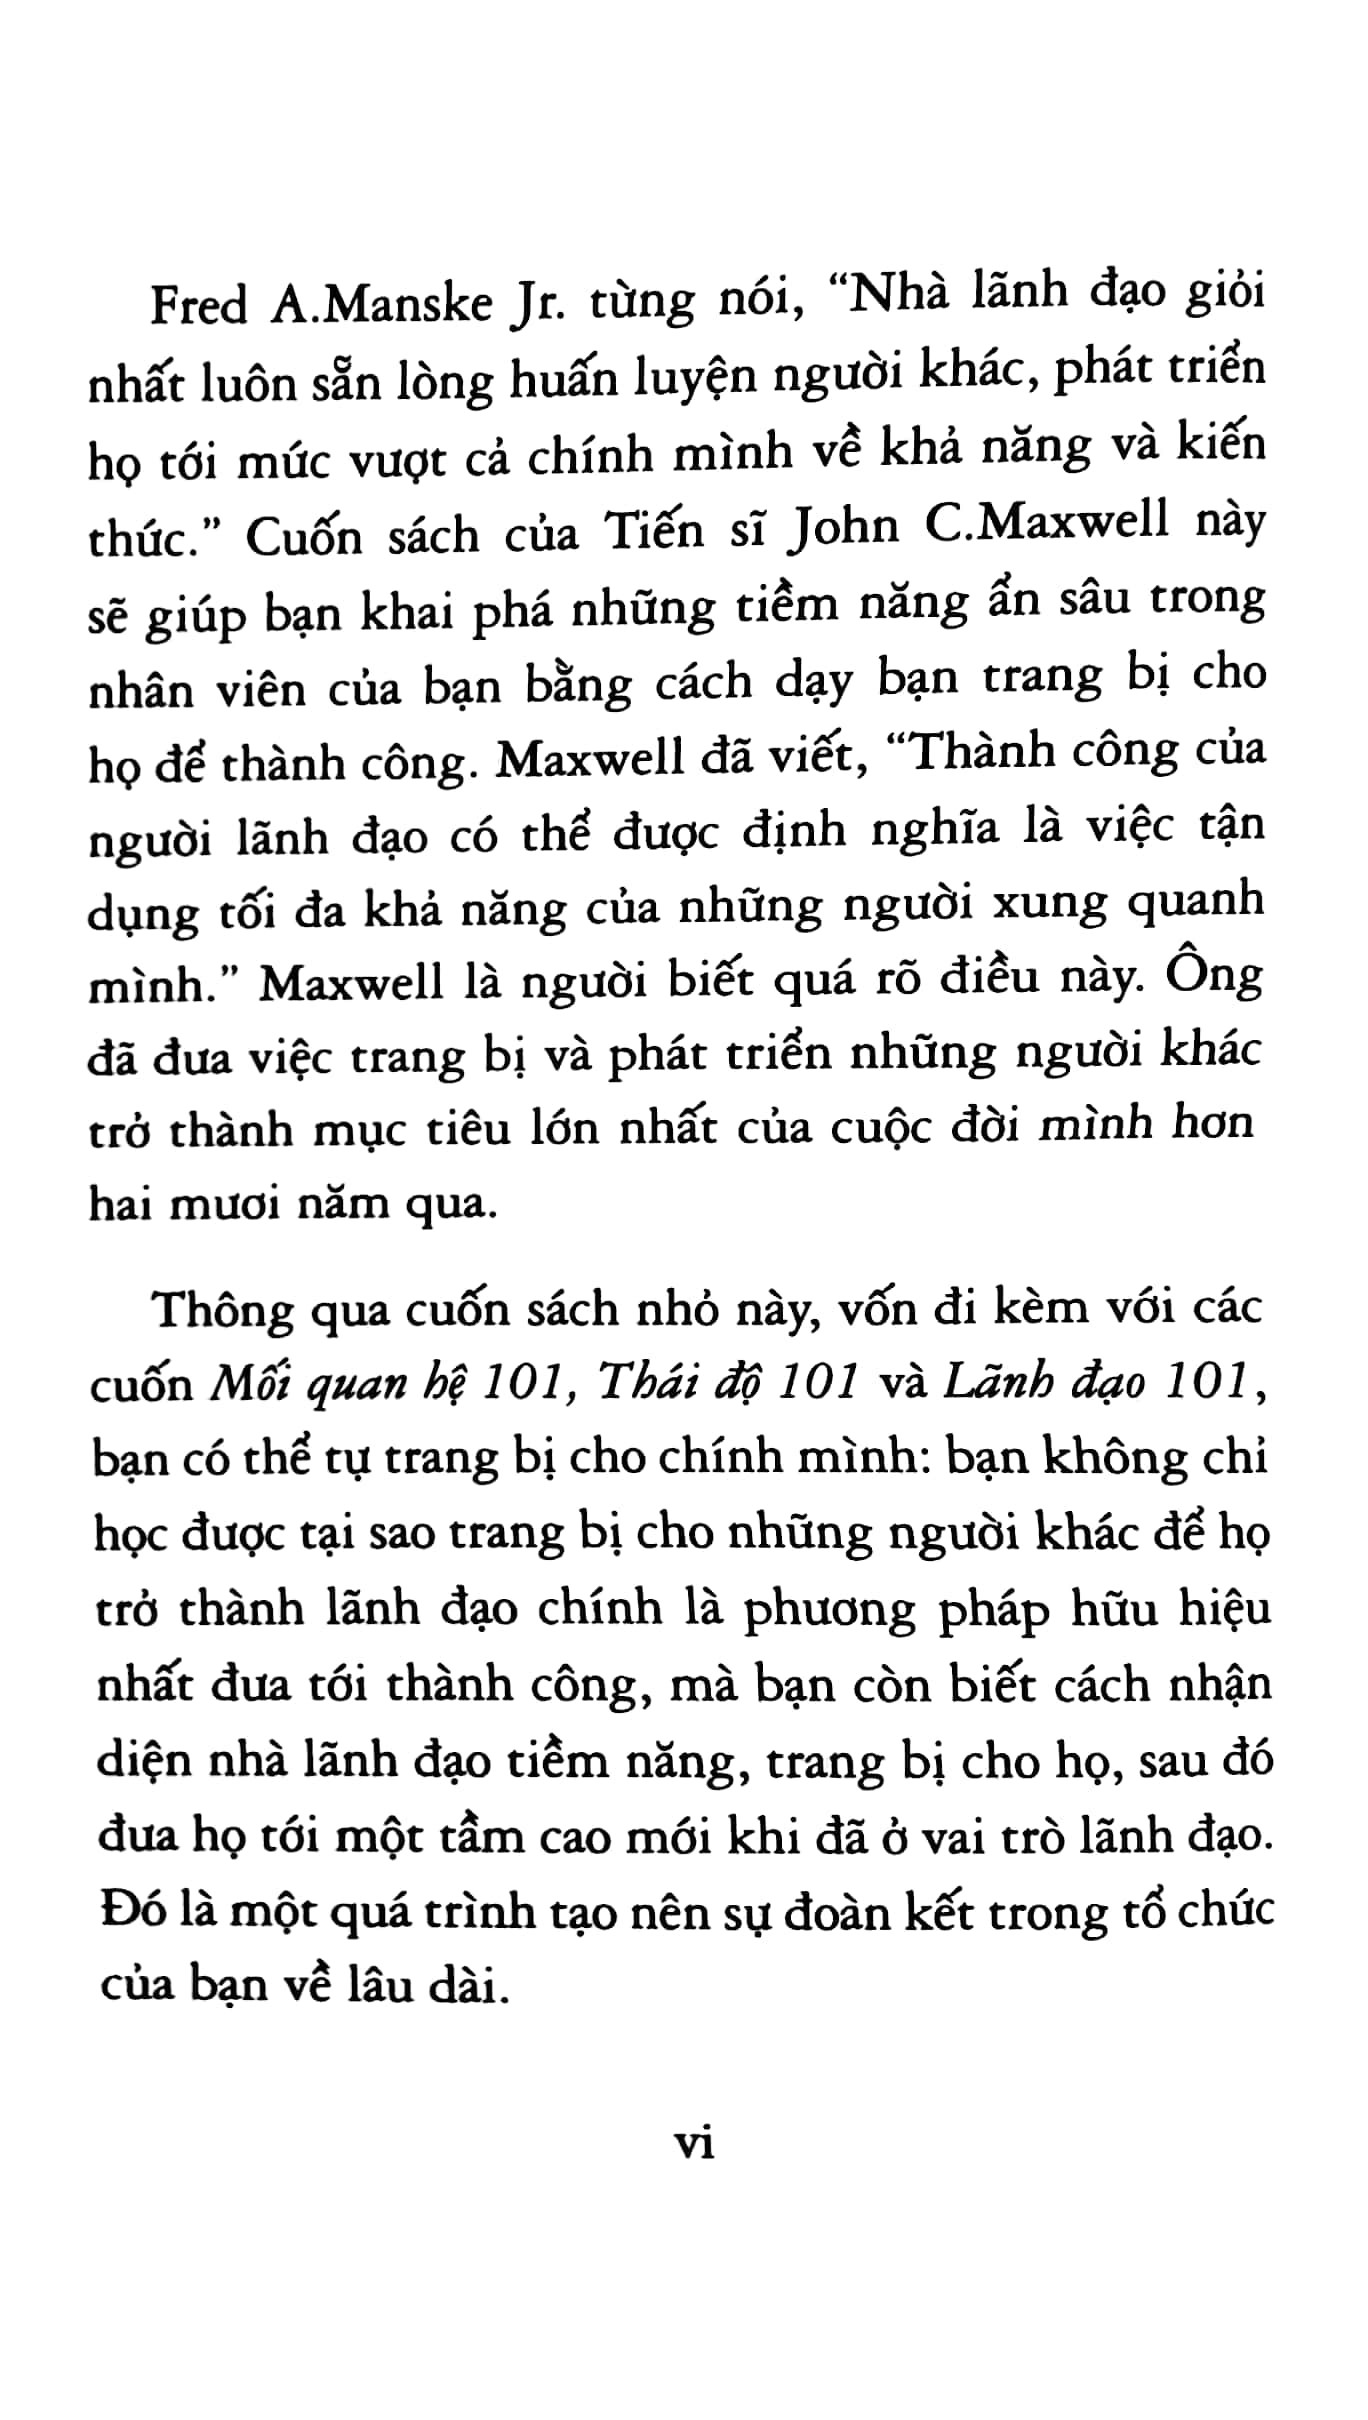 Fred A.Manske Jr. từng nói, “Nhà lãnh đạo giỏi
nhất luôn sẵn lòng huấn luyện người khác, phát triển
họ tới mức vượt cả chính mình về khả năng và kiến
thức.” Cuốn sách của Tiến sĩ John C.Maxwell này
sẽ giúp bạn khai phá những tiềm năng ẩn sâu trong
nhân viên của bạn bằng cách dạy bạn trang bị cho
họ để thành công. Maxwell đã viết, “Thành công của
người lãnh đạo có thể được định nghĩa là việc tận
dụng tối đa khả năng của những người xung quanh
mình.” Maxwell là người biết quá rõ điều này. Ông
đã đưa việc trang bị và phát triển những người khác
trở thành mục tiêu lớn nhất của cuộc đời mình hơn
hai mươi năm qua.
Thông qua cuốn sách nhỏ này, vốn đi kèm với các
cuốn Mối quan hệ 101, Thái độ 101 và Lãnh đạo 101,
bạn có thể tự trang bị cho chính mình: bạn không chỉ
học được tại sao trang bị cho những người khác để họ
trở thành lãnh đạo chính là phương pháp hữu hiệu
nhất đưa tới thành công, mà bạn còn biết cách nhận
diện nhà lãnh đạo tiềm năng, trang bị cho họ, sau đó
đưa họ tới một tầm cao mới khi đã ở vai trò lãnh đạo.
Đó là một quá trình tạo nên sự đoàn kết trong tổ chức
của bạn về lâu dài.
vi